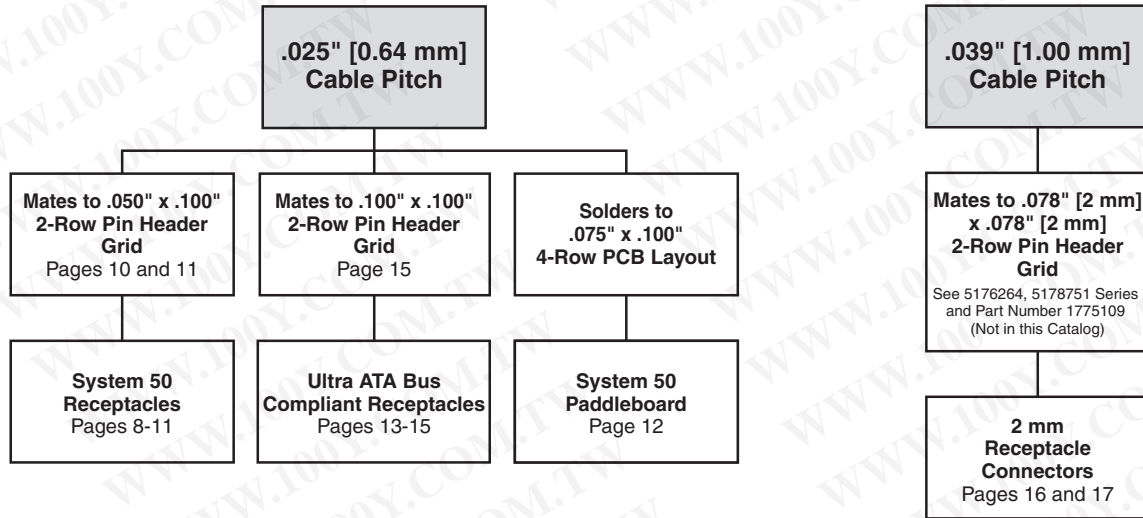 .025" [0.64 mm]
Cable Pitch
Mates to .050" x .100"
2-Row Pin Header
Grid
Pages 10 and 11
Mates to .100" x .100"
2-Row Pin Header
Grid
Page 15
Solders to
.075" x .100"
4-Row PCB Layout
System 50
Receptacles
Pages 8-11
Ultra ATA Bus
Compliant Receptacles
Pages 13-15
System 50
Paddleboard
Page 12
.039" [1.00 mm]
Cable Pitch
Mates to .078" [2 mm]
x .078" [2 mm]
2-Row Pin Header
Grid
See 5176264, 5178751 Series
and Part Number 1775109
(Not in this Catalog)
2 mm
Receptacle
Connectors
Pages 16 and 17
WWW.100Y.COM.TW